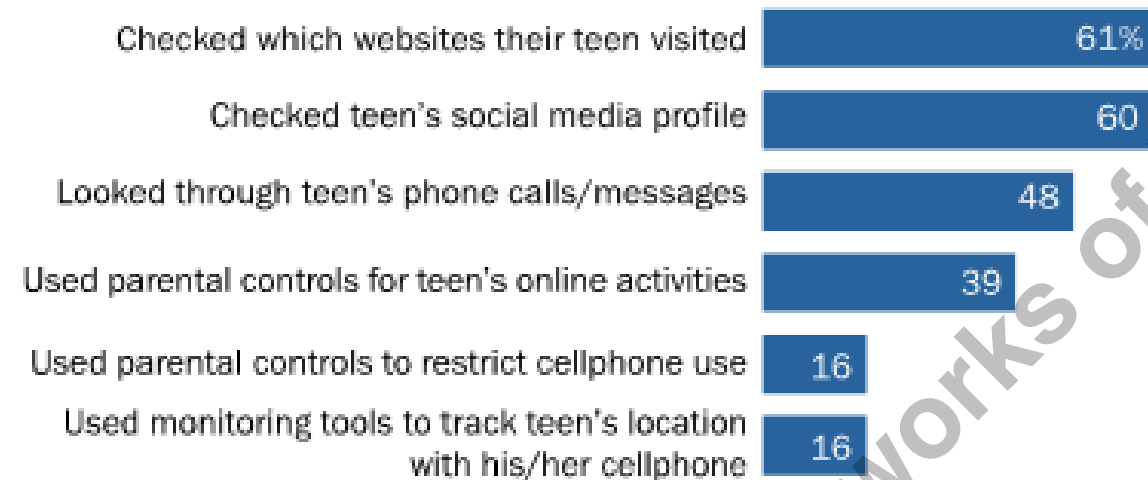 Checked which websites their teen visited 61%
Checked teen's social media profile 60
Looked through teen's phone calls/messages 48
Used parental controls for teen's online activities 39
Used parental controls to restrict cellphone use 16
Used monitoring tools to track teen's location
with his/her cellphone 16
works of